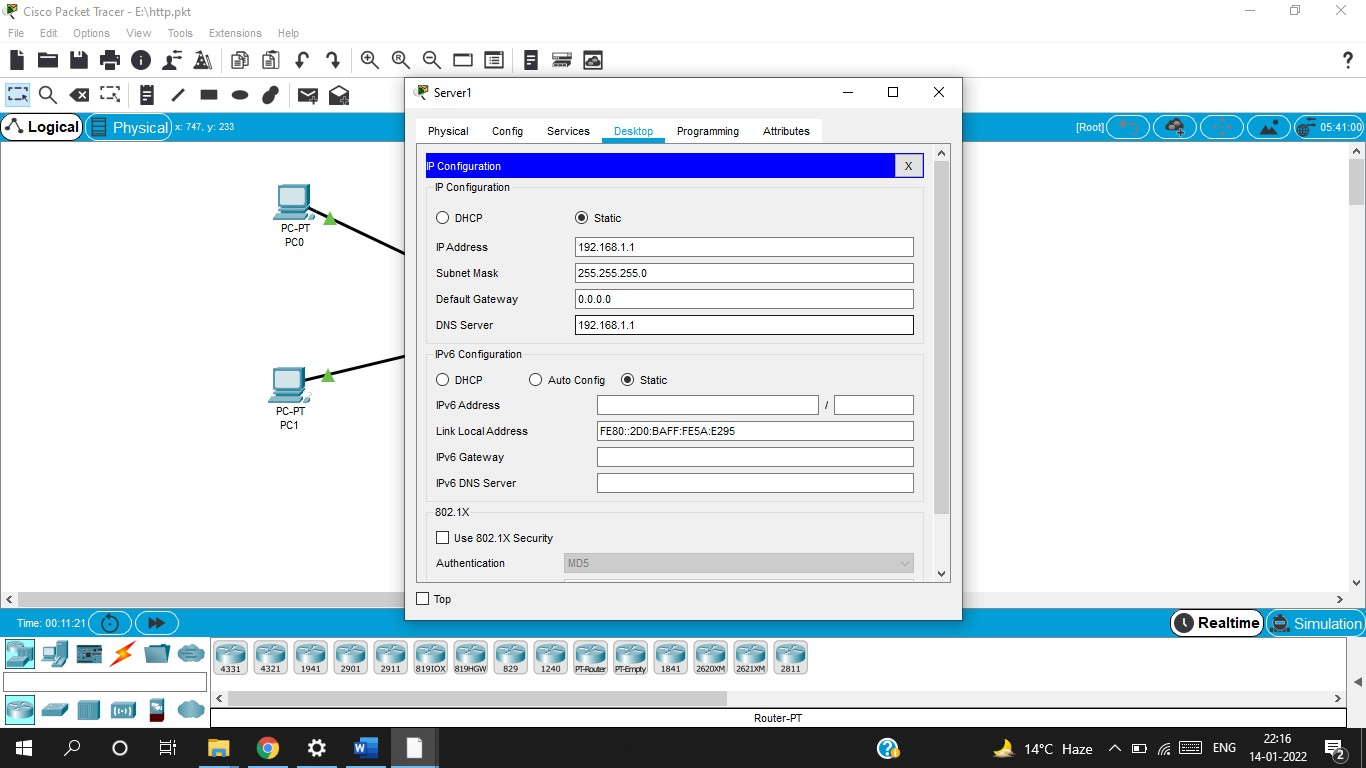 Cisco Packet Tracer - E:\http.pkt
File Edit Options View Tools Extensions Help
?
Logical
Physical
x: 747, y: 233
[Root]
05:41:00
PC-PT
PC0
PC-PT
PC1
Server1
Physical Config Services Desktop Programming Attributes
IP Configuration
X
IP Configuration
DHCP
Static
IP Address
192.168.1.1
Subnet Mask
255.255.255.0
Default Gateway
0.0.0.0
DNS Server
192.168.1.1
IPv6 Configuration
DHCP
Auto Config
Static
IPv6 Address
/
Link Local Address
FE80::2D0:BAFF:FE5A:E295
IPv6 Gateway
IPv6 DNS Server
802.1X
Use 802.1X Security
Authentication
MD5
Top
Time: 00:11:21
Realtime
Simulation
4331 4321 1941 2901 2911 819IOX 819HGW 829 1240 PT-Router PT-Empty 1841 2620XM 2621XM 2811
Router-PT
14°C Haze
ENG
22:16
14-01-2022
2